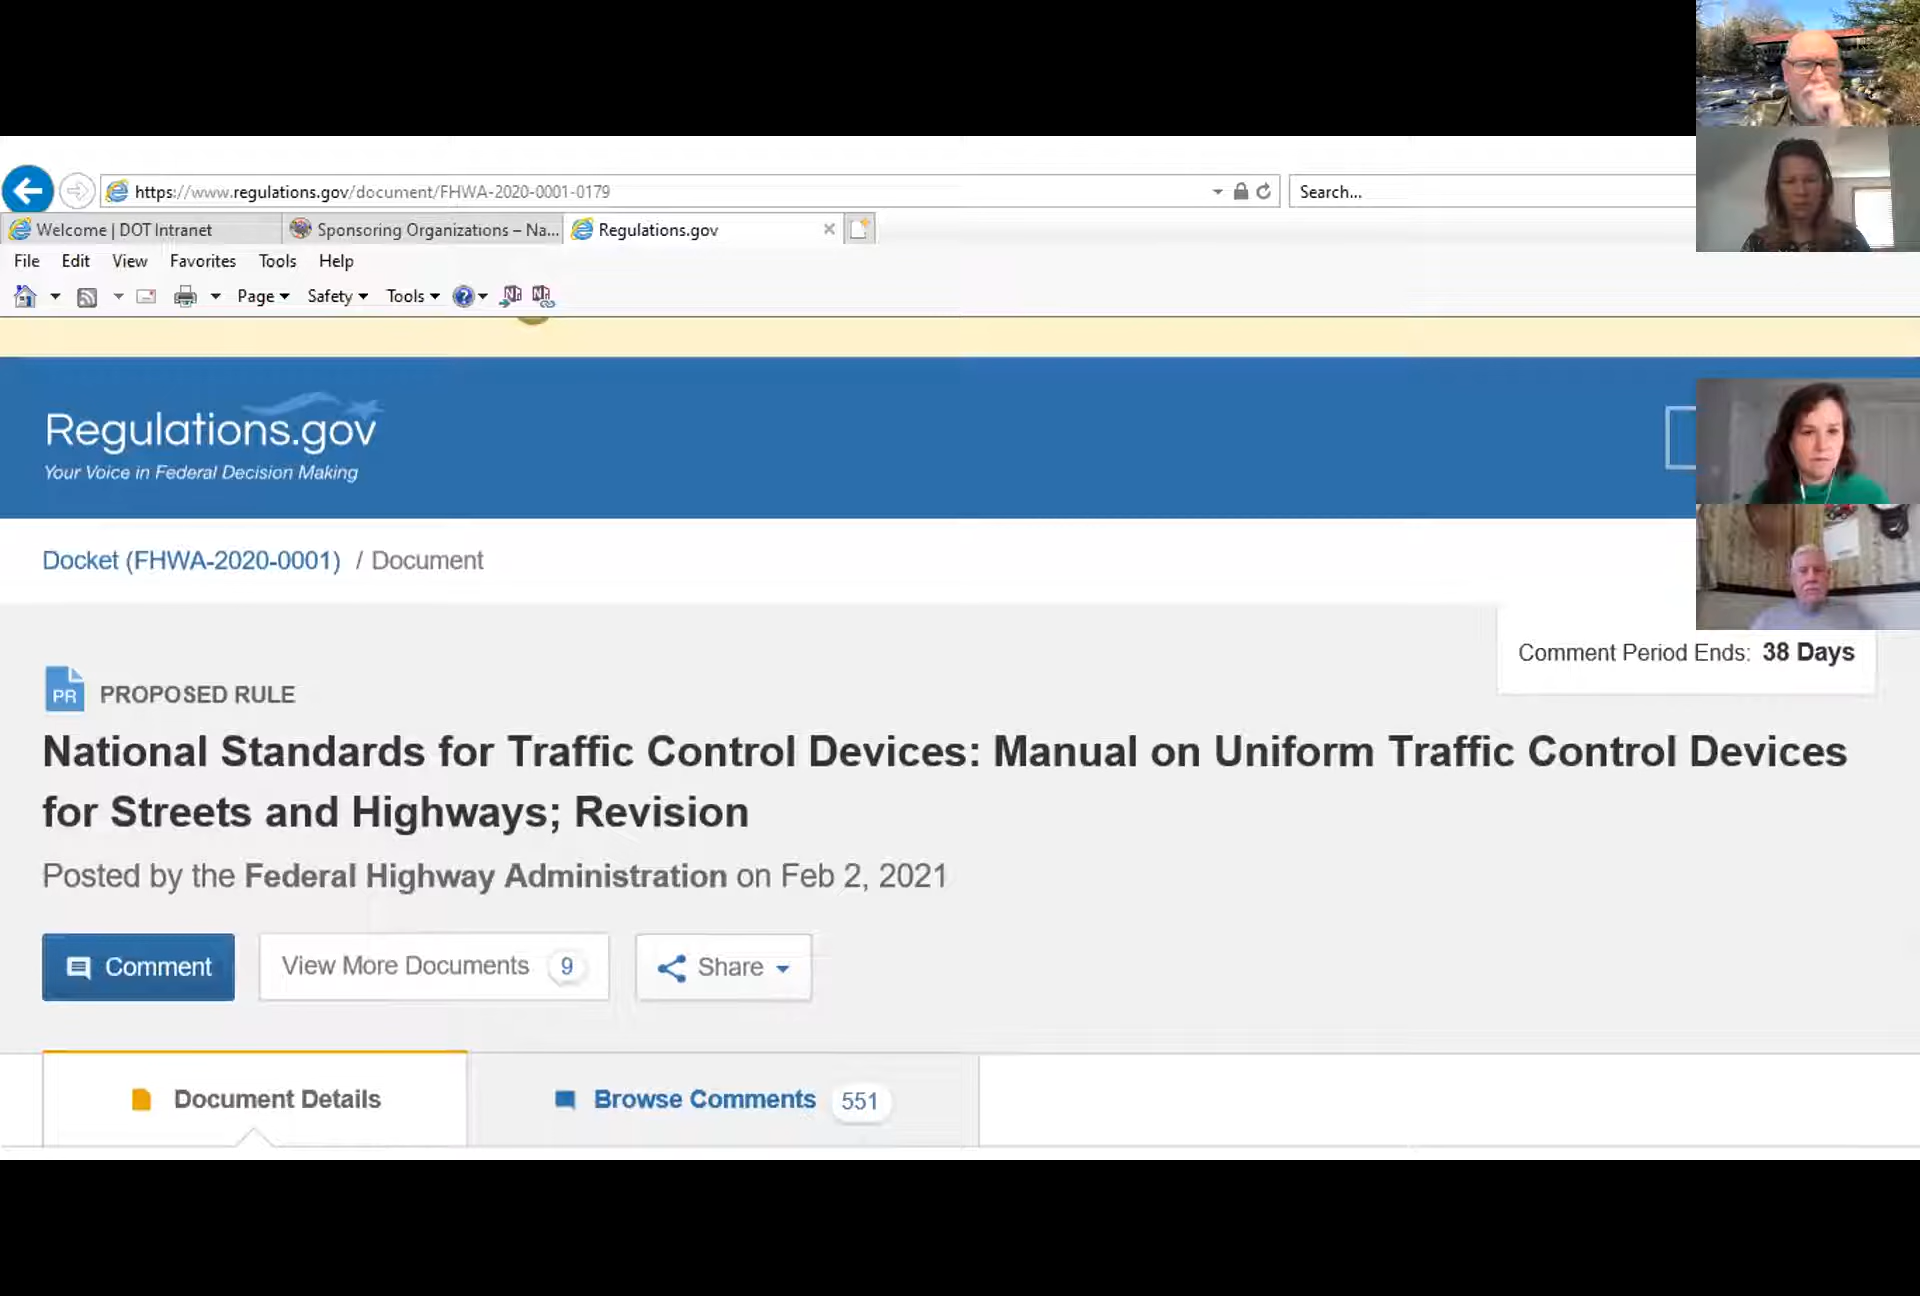 https://www.regulations.gov/document/FHWA-2020-0001-0179
Search...
Welcome | DOT Intranet
Sponsoring Organizations – Na...
Regulations.gov
File Edit View Favorites Tools Help
Page Safety Tools
Regulations.gov
Your Voice in Federal Decision Making
Docket (FHWA-2020-0001) / Document
Comment Period Ends: 38 Days
PR PROPOSED RULE
National Standards for Traffic Control Devices: Manual on Uniform Traffic Control Devices
for Streets and Highways; Revision
Posted by the Federal Highway Administration on Feb 2, 2021
Comment
View More Documents 9
Share
Document Details
Browse Comments 551